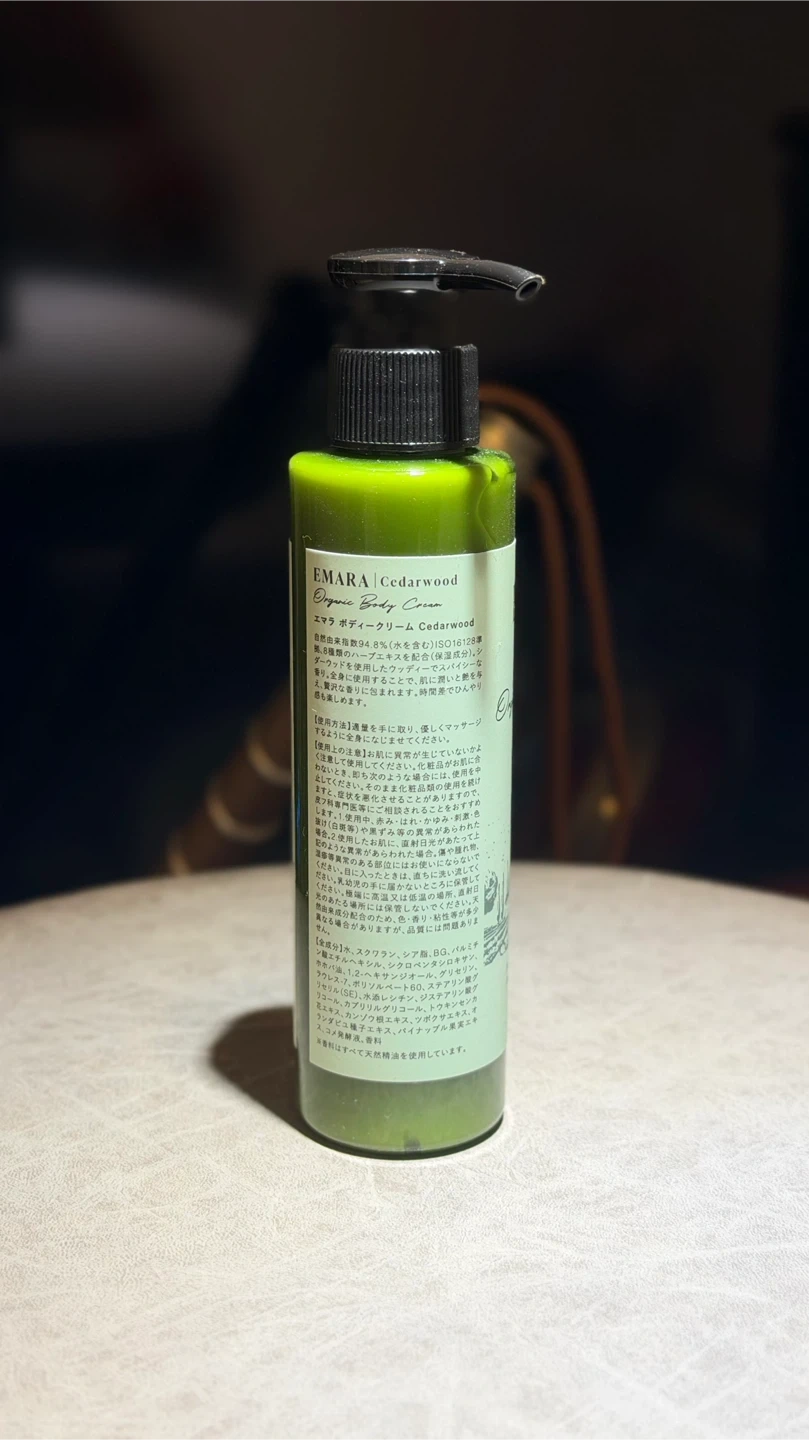 EMARA | Cedarwood
Organic Body Cream
エマラ ボディークリーム Cedarwood
自然由来指数94.8%(水を含む)ISO16128準
拠。8種類のハーブエキスを配合(保湿成分)。シ
ダーウッドを使用したウッディーでスパイシーな
香り。全身に使用することで、肌に潤いと艶を与
え、贅沢な香りに包まれます。時間差でひんやり
感も楽しめます。
【使用方法】適量を手に取り、優しくマッサージ
するように全身になじませてください。
【使用上の注意】お肌に異常が生じていないかよ
く注意して使用してください。化粧品がお肌に合
わないとき、即ち次のような場合には、使用を中
止してください。そのまま化粧品類の使用を続け
ますと、症状を悪化させることがありますので、
皮フ科専門医等にご相談されることをおすすめ
します。1.使用中、赤み・はれ・かゆみ・刺激・色
抜け(白斑等)や黒ずみ等の異常があらわれた
場合。2.使用したお肌に、直射日光があたって上
記のような異常があらわれた場合。傷や腫れ物、
湿疹等異常のある部位にはお使いにならないで
ください。目に入ったときは、直ちに洗い流してく
ださい。乳幼児の手に届かないところに保管して
ください。極端に高温又は低温の場所、直射日
光のあたる場所には保管しないでください。天
然由来成分配合のため、色・香り・粘性等が多少
異なる場合がありますが、品質には問題ありま
せん。
【全成分】水、スクワラン、シア脂、BG、パルミチ
ン酸エチルヘキシル、シクロペンタシロキサン、
ホホバ油、1,2-ヘキサンジオール、グリセリン、
ラウレス-7、ポリソルベート60、ステアリン酸グ
リセリル(SE)、水添レシチン、ジステアリン酸グ
リコール、カプリリルグリコール、トウキンセンカ
花エキス、カンゾウ根エキス、ツボクサエキス、オ
ランダビユ種子エキス、パイナップル果実エキ
ス、コメ発酵液、香料
※香料はすべて天然精油を使用しています。